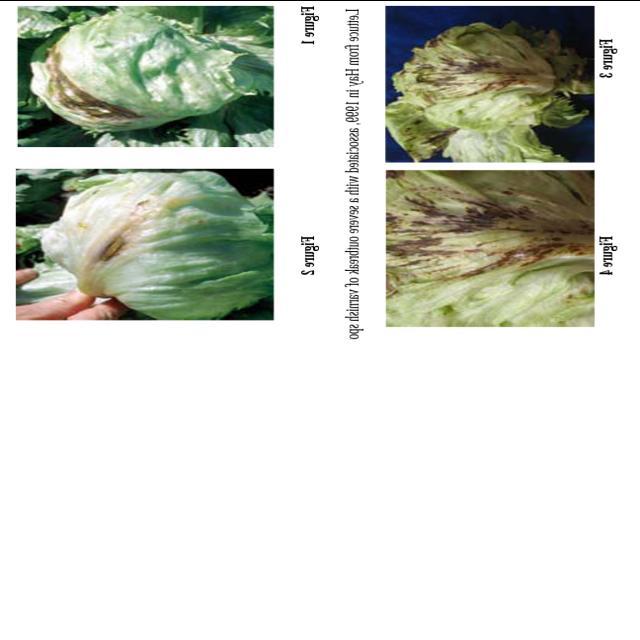 Figure 1
Figure 2
Lettuce from Hay in 1999, associated with a severe outbreak of varnish spo
Figure 3
Figure 4